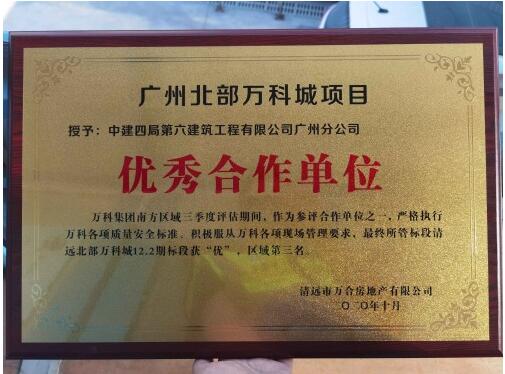 广州北部万科城项目
授予：中建四局第六建筑工程有限公司广州分公司
优秀合作单位
万科集团南方区域三季度评估期间，作为参评合作单位之一，严格执行
万科各项质量安全标准。积极服从万科各项现场管理要求，最终所管标段清
远北部万科城12.2期标段获“优”，区域第三名。
清远市万合房地产有限公司
二〇二〇年十月